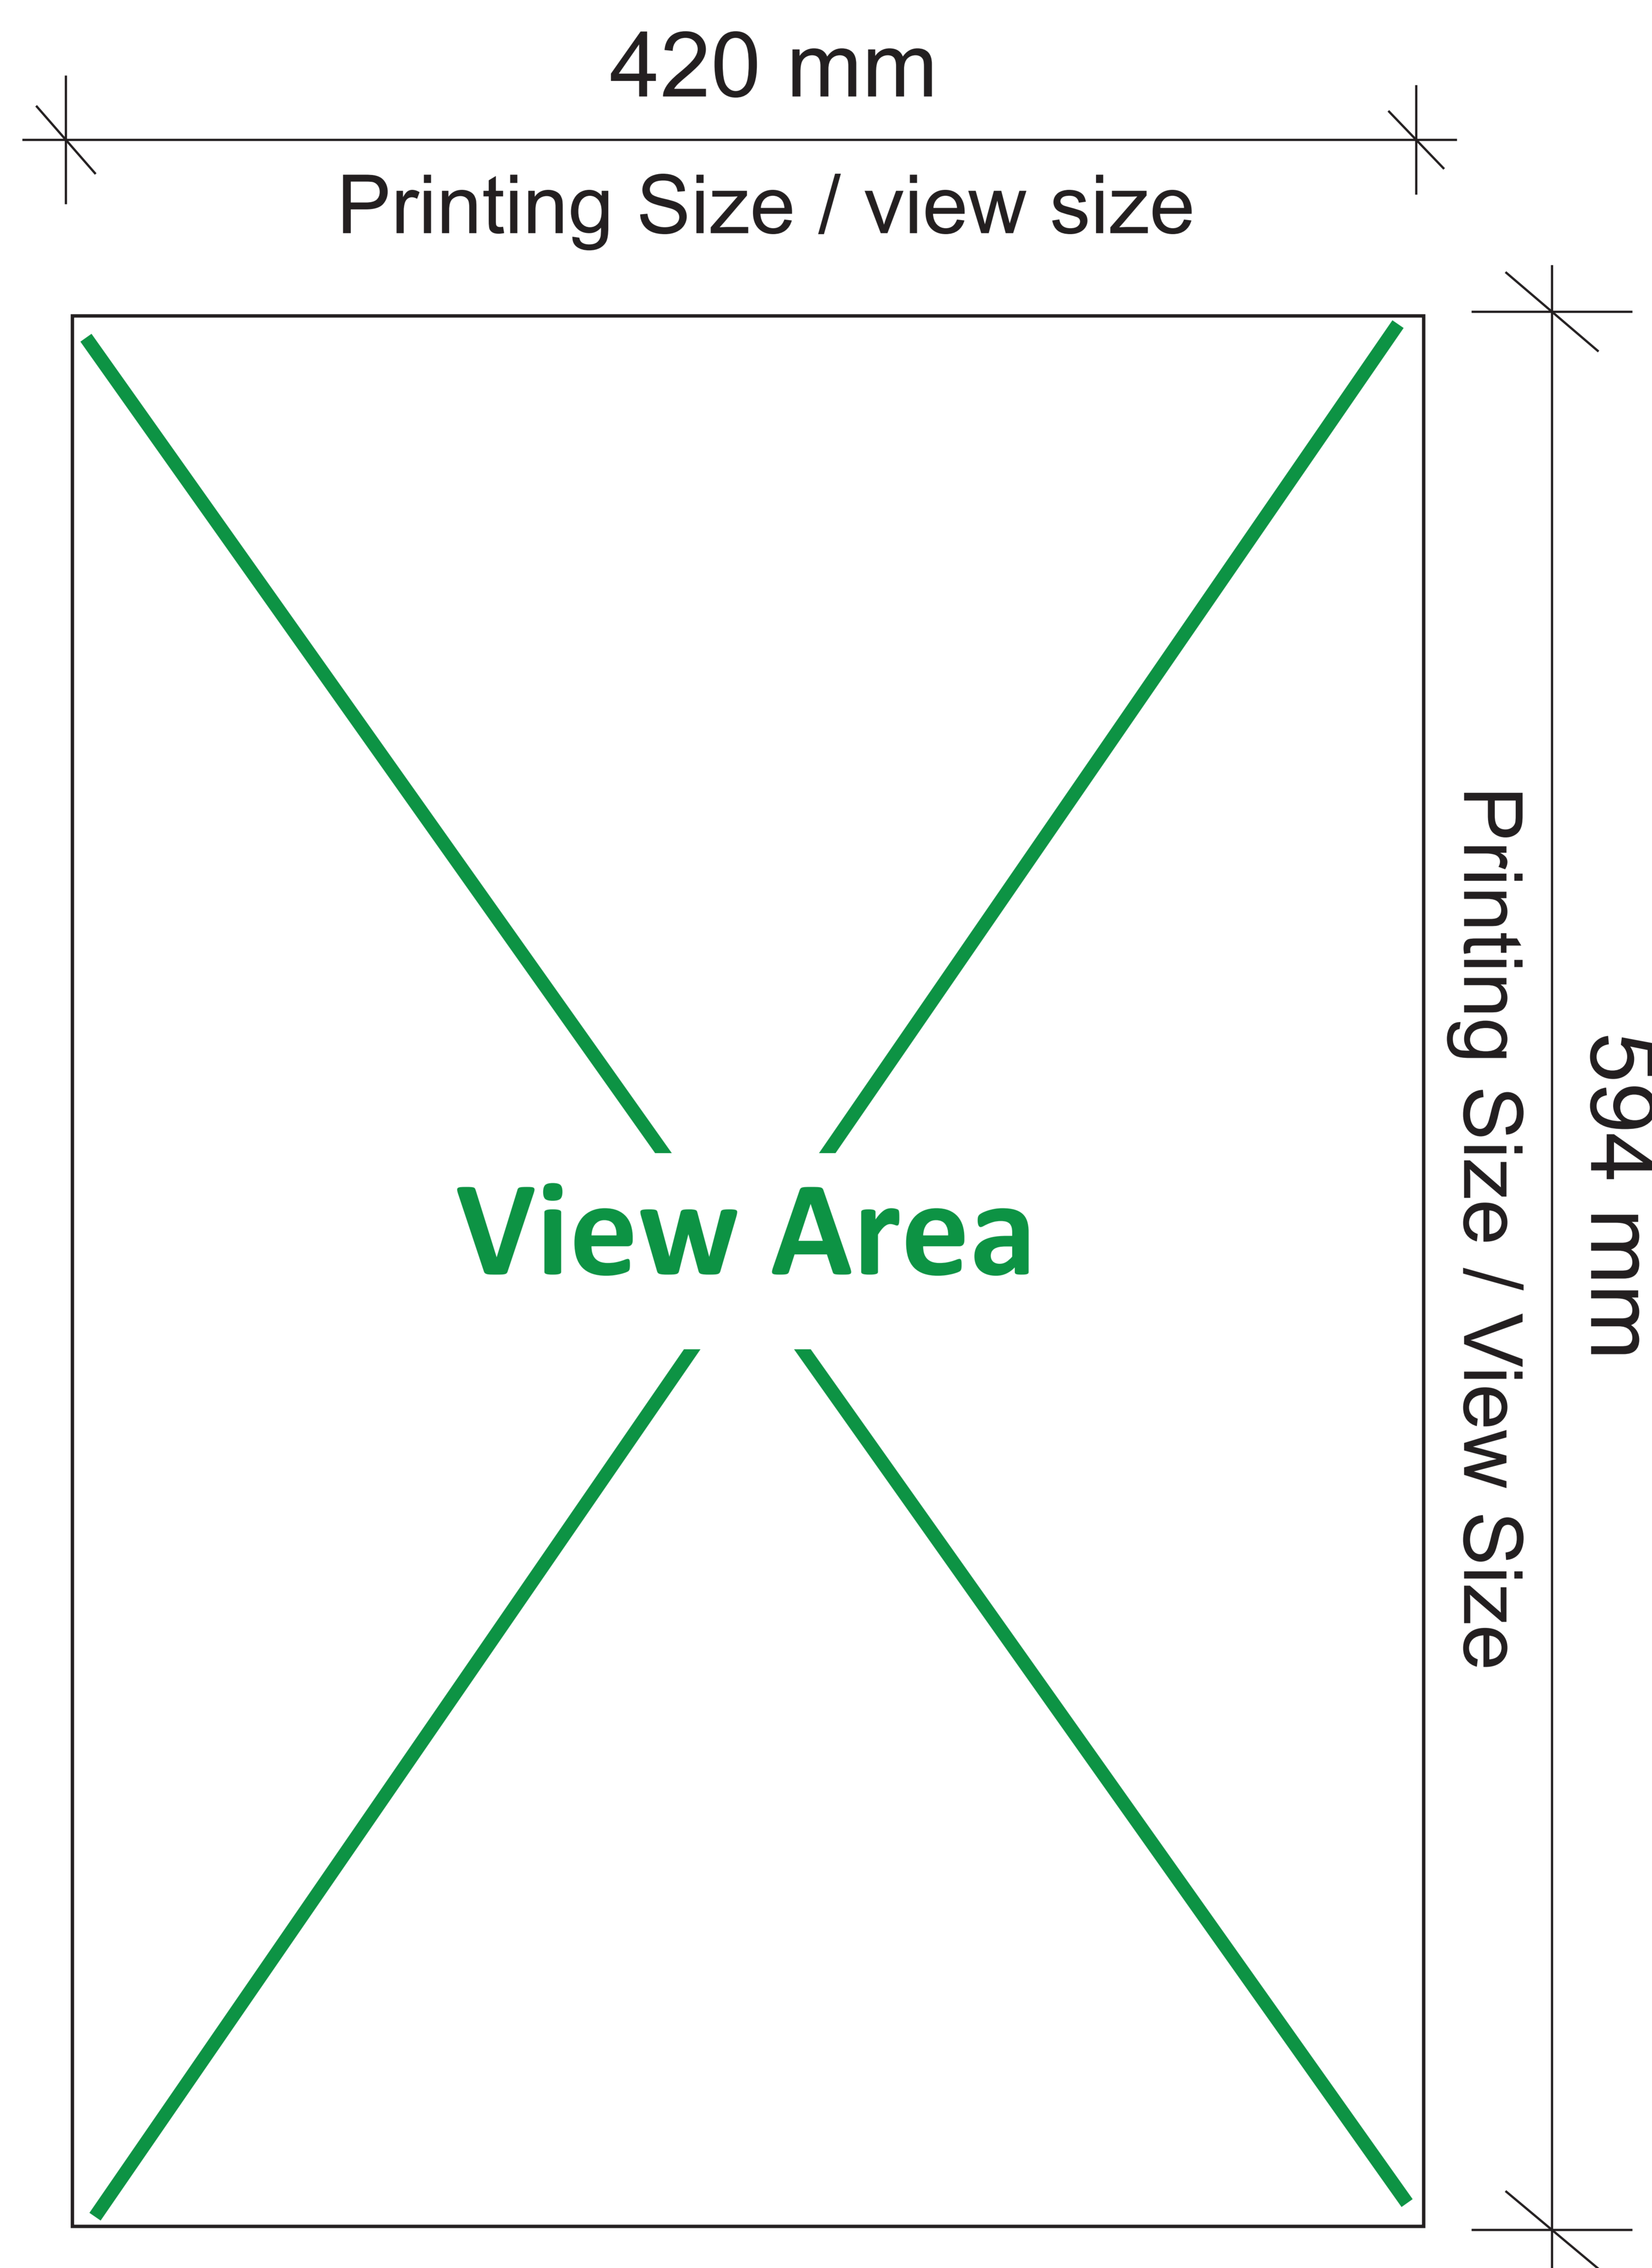 420 mm
Printing Size / view size
View Area
Printing Size / View Size
594 mm